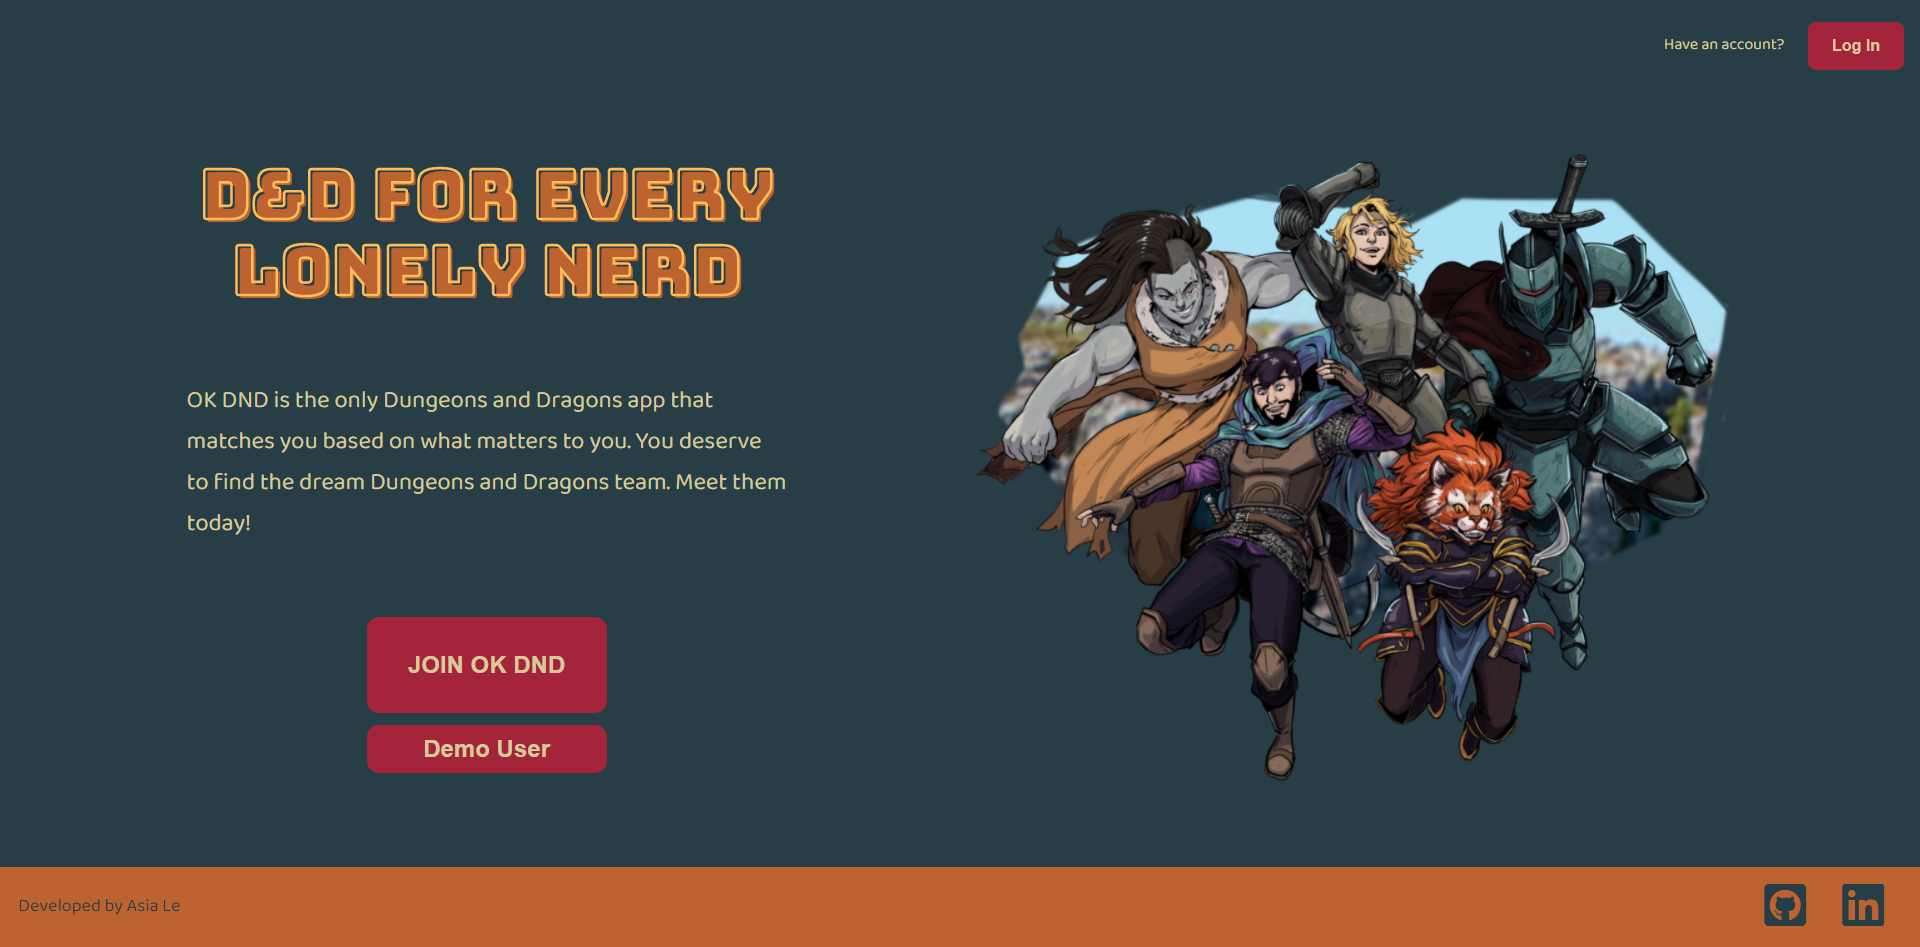 Have an account?
Log In
D&D FOR EVERY
LONELY NERD
OK DND is the only Dungeons and Dragons app that
matches you based on what matters to you. You deserve
to find the dream Dungeons and Dragons team. Meet them
today!
JOIN OK DND
Demo User
Developed by Asia Le
in